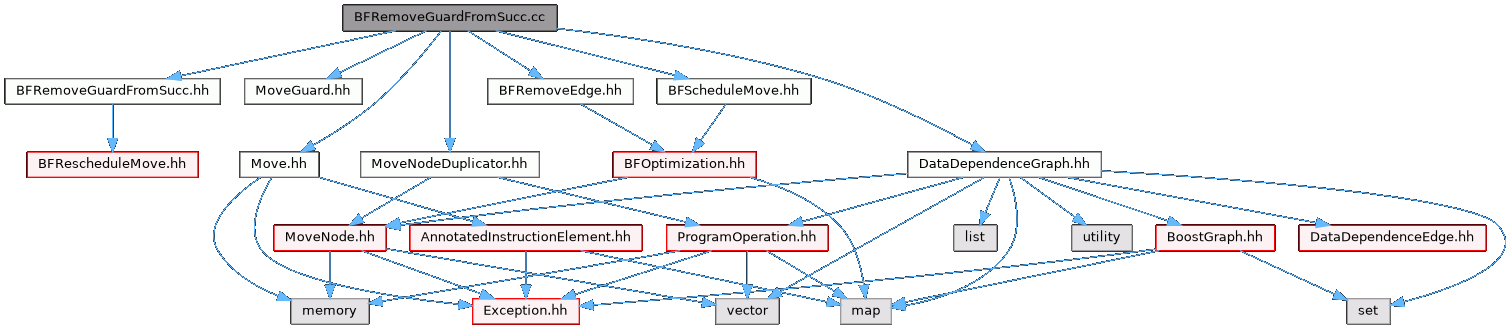 BFRemoveGuardFromSucc.cc
BFRemoveGuardFromSucc.hh
MoveGuard.hh
BFRemoveEdge.hh
BFScheduleMove.hh
BFRescheduleMove.hh
Move.hh
MoveNodeDuplicator.hh
BFOptimization.hh
DataDependenceGraph.hh
MoveNode.hh
AnnotatedInstructionElement.hh
ProgramOperation.hh
list
utility
BoostGraph.hh
DataDependenceEdge.hh
memory
Exception.hh
vector
map
set